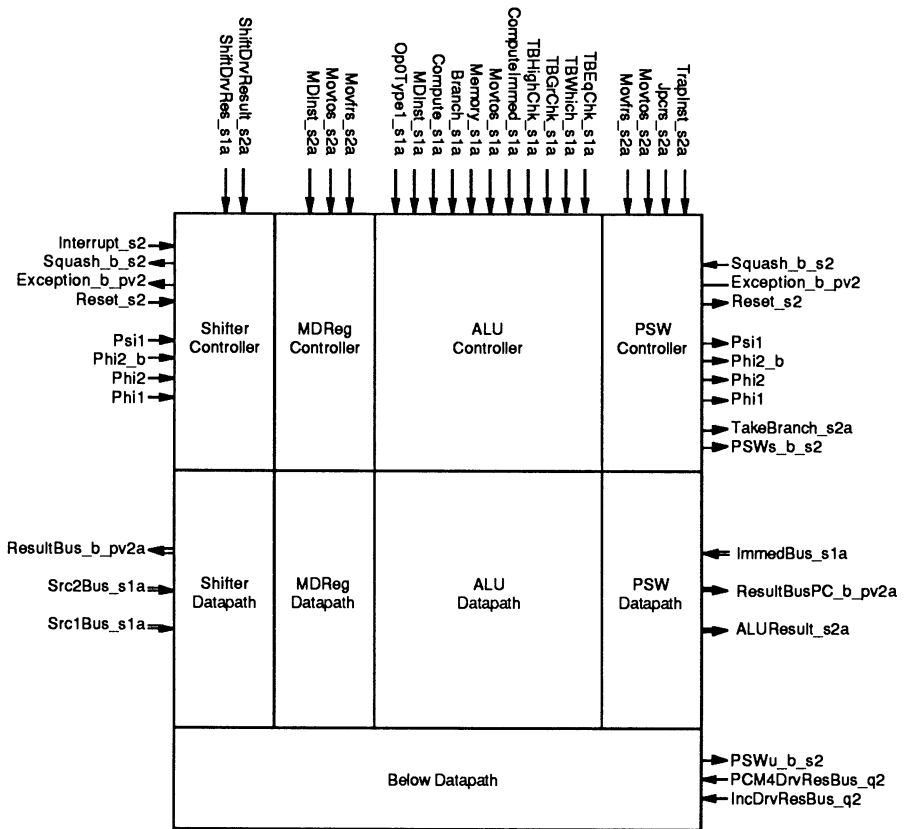 ShiftDrvResult_s2a
ShiftDrvRes_s1a
Movfrs_s2a
Movtos_s2a
MDInst_s2a
TBEqChk_s1a
TBWhich_s1a
TBGrChk_s1a
TBHighChk_s1a
ComputeImmed_s1a
Movtos_s1a
Memory_s1a
Branch_s1a
Compute_s1a
MDInst_s1a
Op0Type1_s1a
TrapInst_s2a
Jpcrs_s2a
Movtos_s2a
Movfrs_s2a
Interrupt_s2
Squash_b_s2
Exception_b_pv2
Reset_s2
Psi1
Phi2_b
Phi2
Phi1
Shifter
Controller
MDReg
Controller
ALU
Controller
PSW
Controller
Squash_b_s2
Exception_b_pv2
Reset_s2
Psi1
Phi2_b
Phi2
Phi1
TakeBranch_s2a
PSWs_b_s2
ResultBus_b_pv2a
Src2Bus_s1a
Src1Bus_s1a
Shifter
Datapath
MDReg
Datapath
ALU
Datapath
PSW
Datapath
ImmedBus_s1a
ResultBusPC_b_pv2a
ALUResult_s2a
Below Datapath
PSWu_b_s2
PCM4DrvResBus_q2
IncDrvResBus_q2